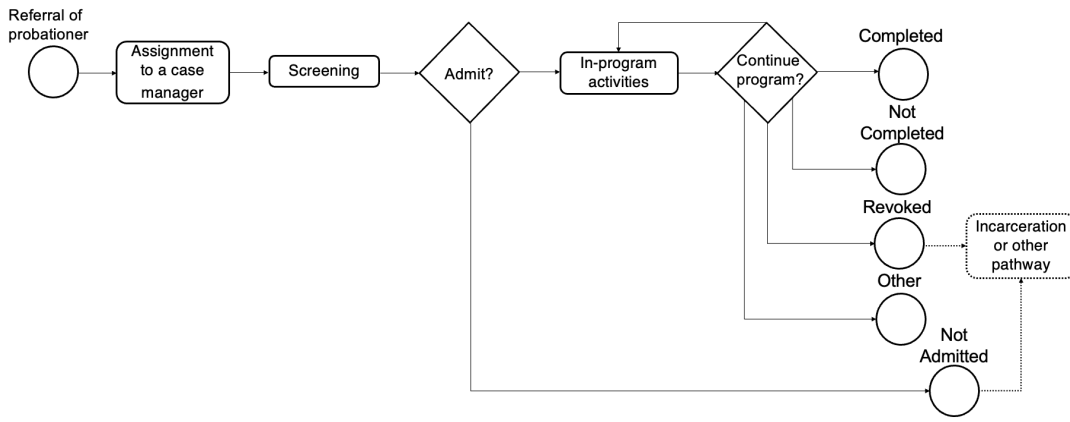 Referral of
probationer
Assignment
to a case
manager
Screening
Admit?
In-program
activities
Continue
program?
Completed
Not
Completed
Revoked
Incarceration
or other
pathway
Other
Not
Admitted